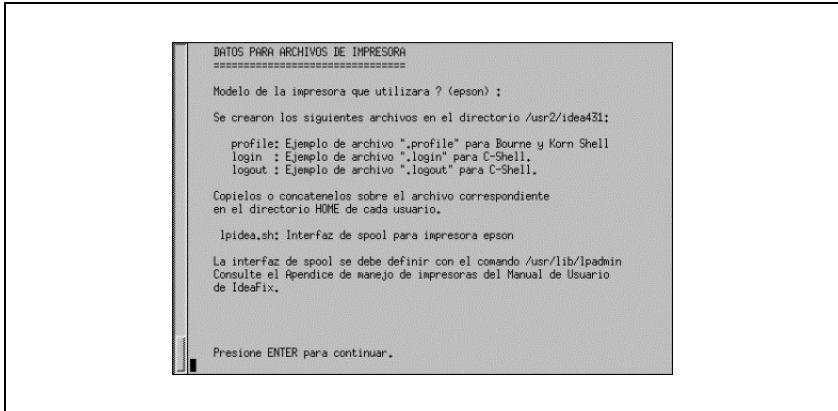 DATOS PARA ARCHIVOS DE IMPRESORA
================================
Modelo de la impresora que utilizara ? (epson) :
Se crearon los siguientes archivos en el directorio /usr2/idea431:
profile: Ejemplo de archivo ".profile" para Bourne y Korn Shell
login : Ejemplo de archivo ".login" para C-Shell.
logout : Ejemplo de archivo ".logout" para C-Shell.
Copielos o concatenelos sobre el archivo correspondiente
en el directorio HOME de cada usuario.
lpidea.sh: Interfaz de spool para impresora epson
La interfaz de spool se debe definir con el comando /usr/lib/lpadmin
Consulte el Apendice de manejo de impresoras del Manual de Usuario
de IdeaFix.
Presione ENTER para continuar.